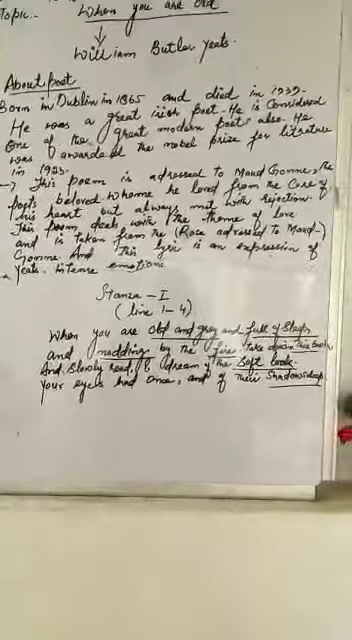 Topic.. When you are old
William Butler Yeats.
About poet
Born in Dublin in 1865 and died in 1939.
He was a great irish poet. He is Considered
One of the great modern poets also. He
was awarded the nobel prize for litrature
in 1923.
→ This poem is adressed to Maud Gonne, the
poets beloved whome he loved from the Core of
his heart but always met with rejection.
This poem deals with the theme of love
and is taken from the (Rose adressed to Maud-)
Gonne. And This lyric is an expression of
Yeats. intense emotions
Stanza-I
(line 1-4)
When you are old and grey and full of Sleep,
and nodding by the fire, take down this book
And slowly read, & dream of the Soft look.
Your eyes had once, and of their Shadows deep